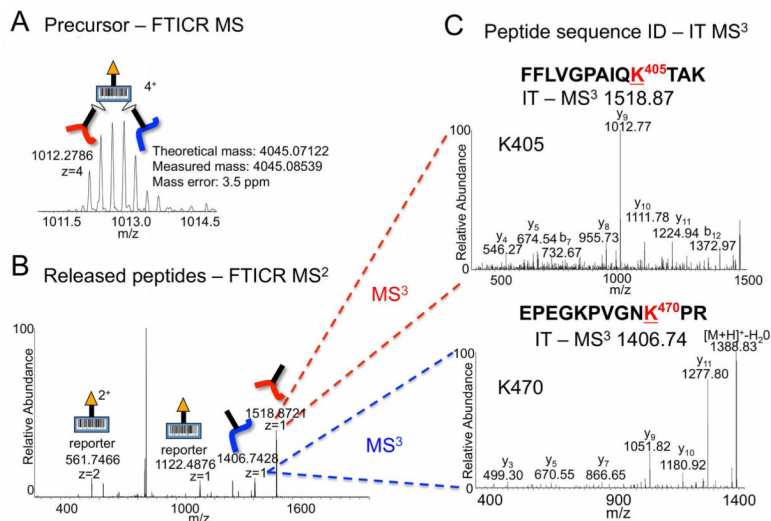 A Precursor – FTICR MS
4⁺
1012.2786
z=4
Theoretical mass: 4045.07122
Measured mass: 4045.08539
Mass error: 3.5 ppm
1011.5 1013.0 1014.5
m/z
B Released peptides – FTICR MS²
Relative Abundance
100
0
2⁺
reporter
561.7466
z=2
reporter
1122.4876
z=1
1406.7428
z=1
1518.8721
z=1
400 1000 1600
m/z
MS³
MS³
C Peptide sequence ID – IT MS³
FFLVGPAIQK⁴⁰⁵TAK
IT – MS³ 1518.87
Relative Abundance
100
0
K405
y₄
546.27
y₅
674.54
b₇
732.67
y₈
955.73
y₉
1012.77
y₁₀
1111.78
y₁₁
1224.94
b₁₂
1372.97
500 1000 1500
m/z
EPEGKPVGNK⁴⁷⁰PR
IT – MS³ 1406.74
Relative Abundance
100
0
K470
y₃
499.30
y₅
670.55
y₇
866.65
y₉
1051.82
y₁₀
1180.92
y₁₁
1277.80
[M+H]⁺-H₂0
1388.83
400 900 1400
m/z